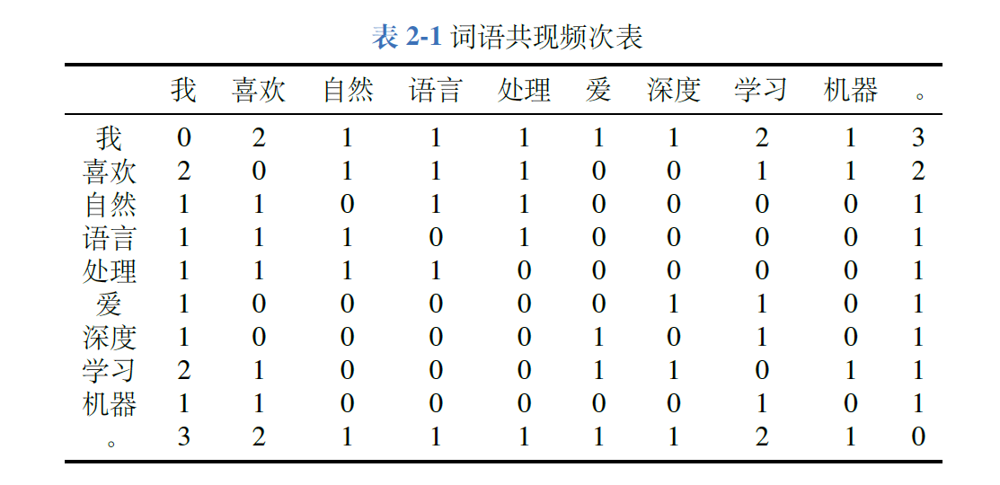 表 2-1 词语共现频次表
我 喜欢 自然 语言 处理 爱 深度 学习 机器 。
我 0 2 1 1 1 1 1 2 1 3
喜欢 2 0 1 1 1 0 0 1 1 2
自然 1 1 0 1 1 0 0 0 0 1
语言 1 1 1 0 1 0 0 0 0 1
处理 1 1 1 1 0 0 0 0 0 1
爱 1 0 0 0 0 0 1 1 0 1
深度 1 0 0 0 0 1 0 1 0 1
学习 2 1 0 0 0 1 1 0 1 1
机器 1 1 0 0 0 0 0 1 0 1
。 3 2 1 1 1 1 1 2 1 0